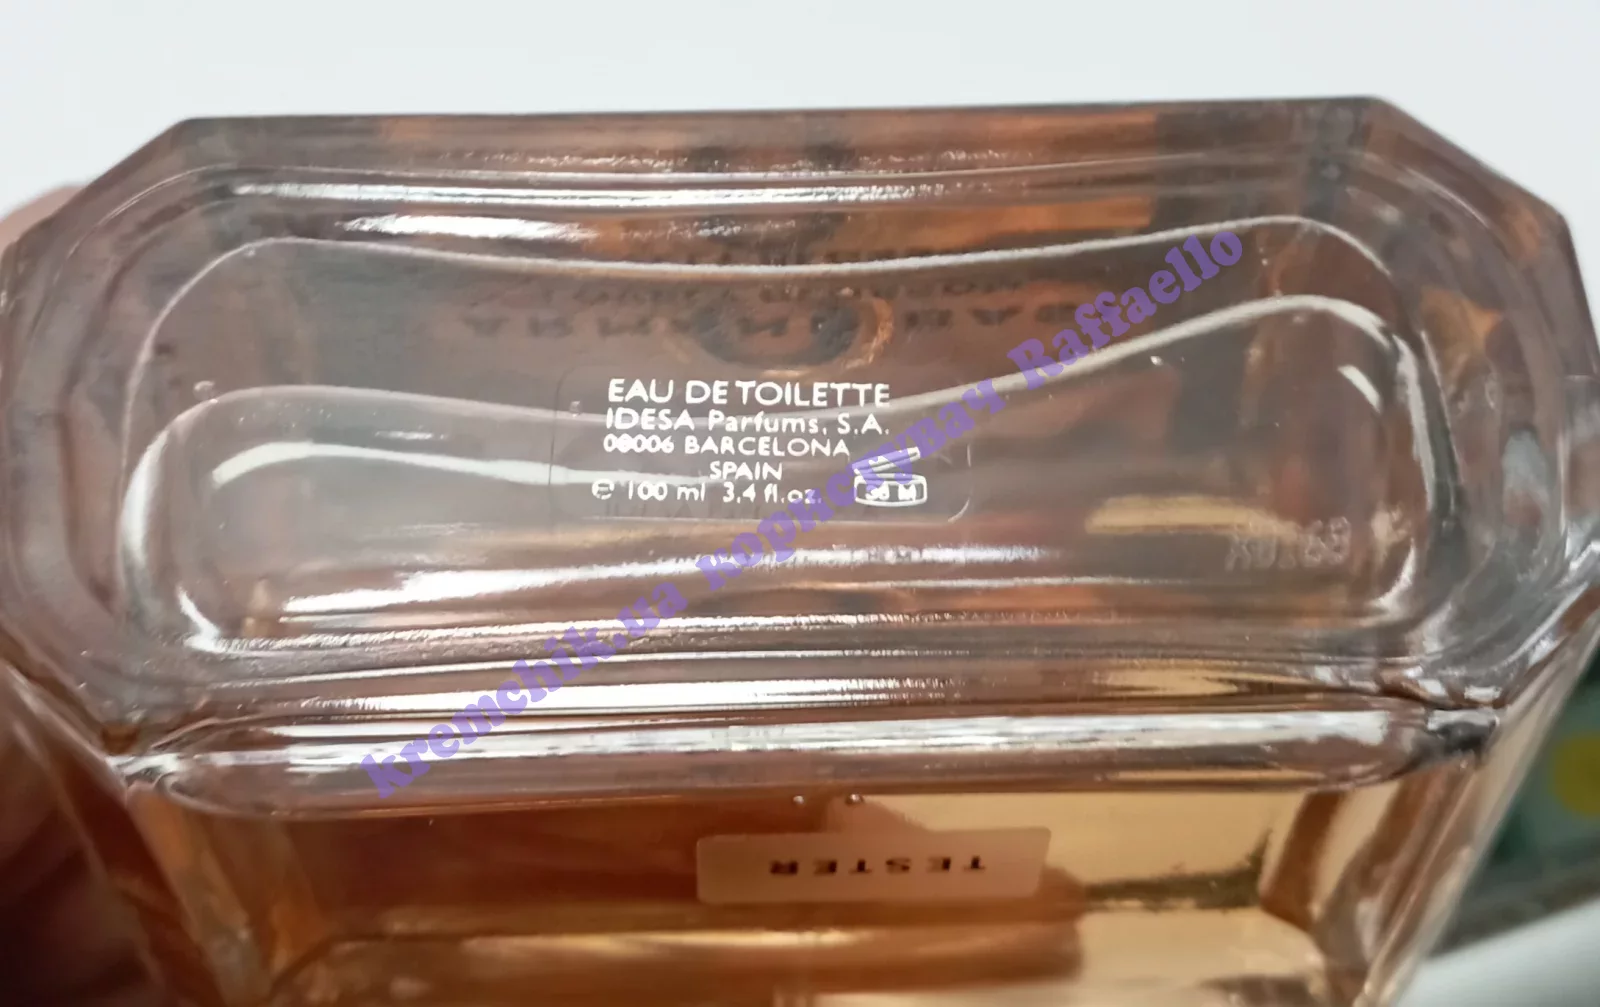 EAU DE TOILETTE
IDESA Parfums, S.A.
08006 BARCELONA
SPAIN
℮ 100 ml 3,4 fl.oz.
36 M
TESTER
kremchik.ua користувач Raffaello